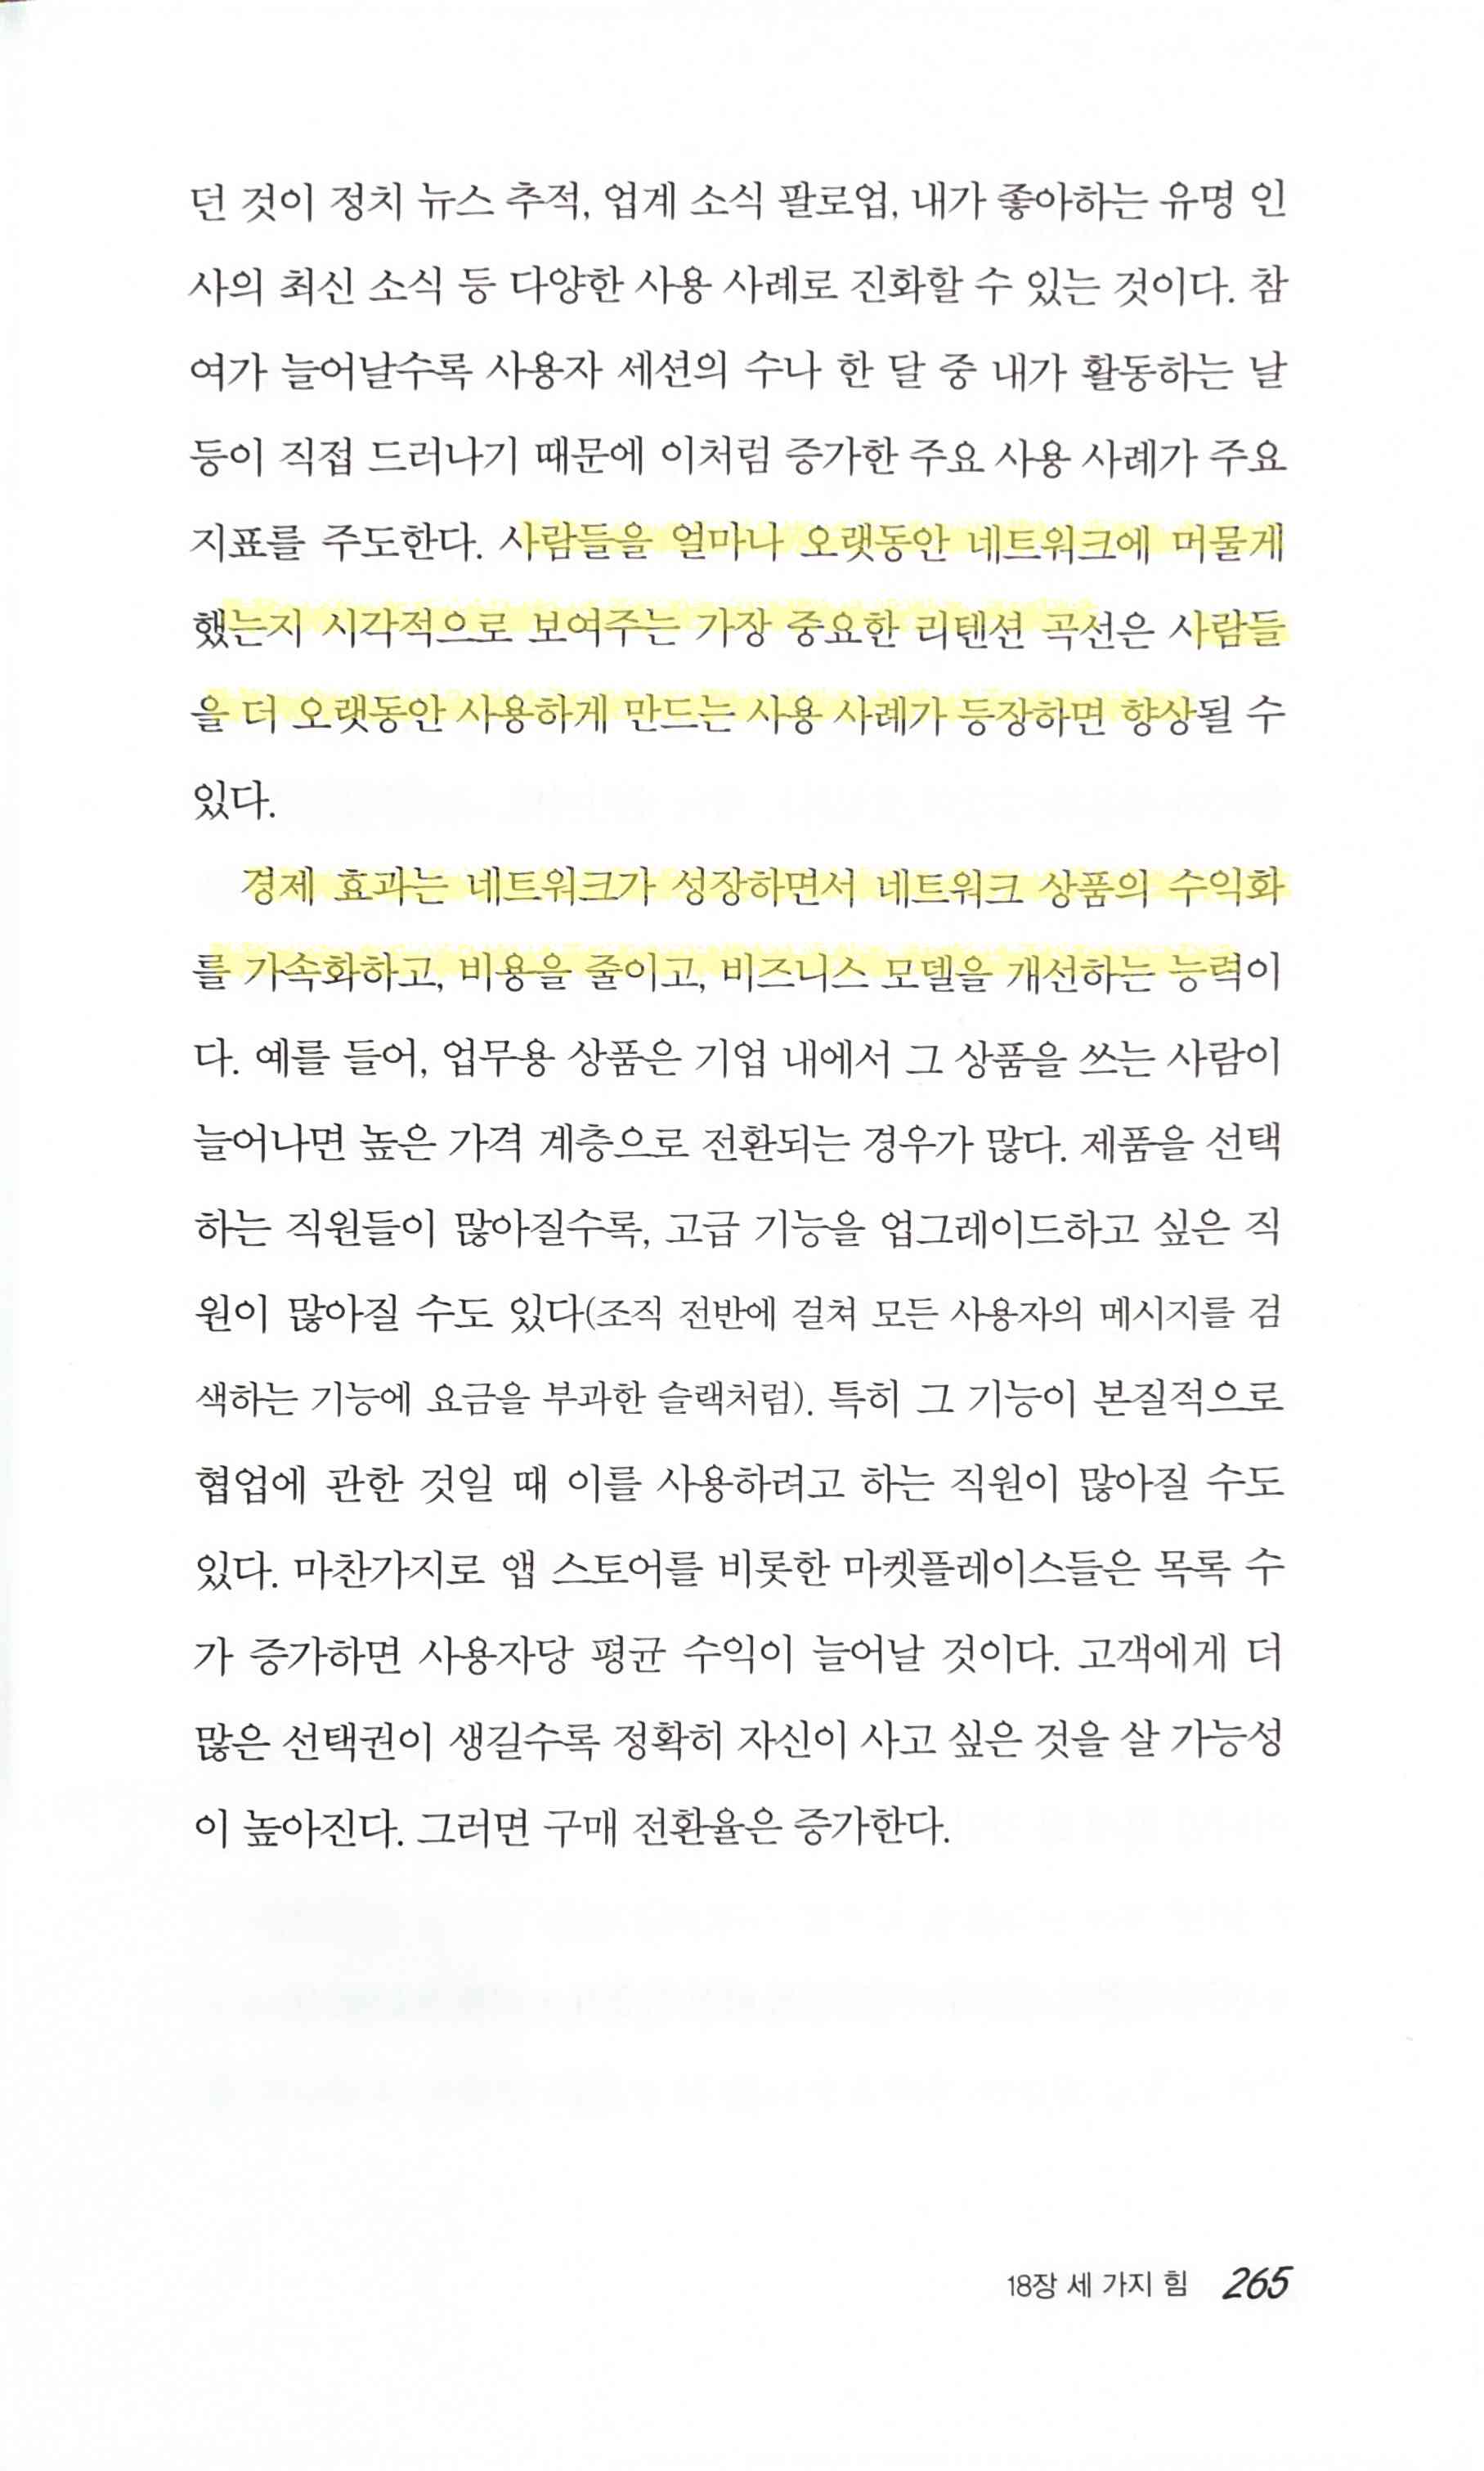 던 것이 정치 뉴스 추적, 업계 소식 팔로업, 내가 좋아하는 유명 인
사의 최신 소식 등 다양한 사용 사례로 진화할 수 있는 것이다. 참
여가 늘어날수록 사용자 세션의 수나 한 달 중 내가 활동하는 날
등이 직접 드러나기 때문에 이처럼 증가한 주요 사용 사례가 주요
지표를 주도한다. 사람들을 얼마나 오랫동안 네트워크에 머물게
했는지 시각적으로 보여주는 가장 중요한 리텐션 곡선은 사람들
을 더 오랫동안 사용하게 만드는 사용 사례가 등장하면 향상될 수
있다.
경제 효과는 네트워크가 성장하면서 네트워크 상품의 수익화
를 가속화하고, 비용을 줄이고, 비즈니스 모델을 개선하는 능력이
다. 예를 들어, 업무용 상품은 기업 내에서 그 상품을 쓰는 사람이
늘어나면 높은 가격 계층으로 전환되는 경우가 많다. 제품을 선택
하는 직원들이 많아질수록, 고급 기능을 업그레이드하고 싶은 직
원이 많아질 수도 있다(조직 전반에 걸쳐 모든 사용자의 메시지를 검
색하는 기능에 요금을 부과한 슬랙처럼). 특히 그 기능이 본질적으로
협업에 관한 것일 때 이를 사용하려고 하는 직원이 많아질 수도
있다. 마찬가지로 앱 스토어를 비롯한 마켓플레이스들은 목록 수
가 증가하면 사용자당 평균 수익이 늘어날 것이다. 고객에게 더
많은 선택권이 생길수록 정확히 자신이 사고 싶은 것을 살 가능성
이 높아진다. 그러면 구매 전환율은 증가한다.
18장 세 가지 힘 265